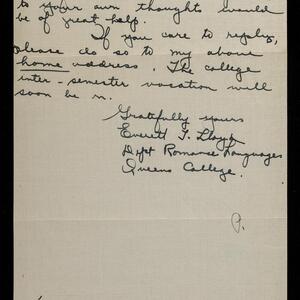 to your own thoughts would
be of great help.
If you care to reply,
please do so to my above
home address. The college
inter-semester vacation will
soon be on.
Gratefully yours
Everett
Dept Romance Languages
Queens College.